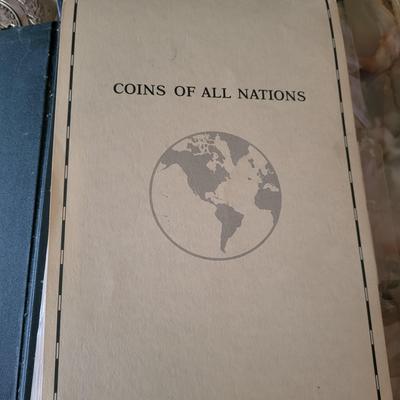 COINS OF ALL NATIONS